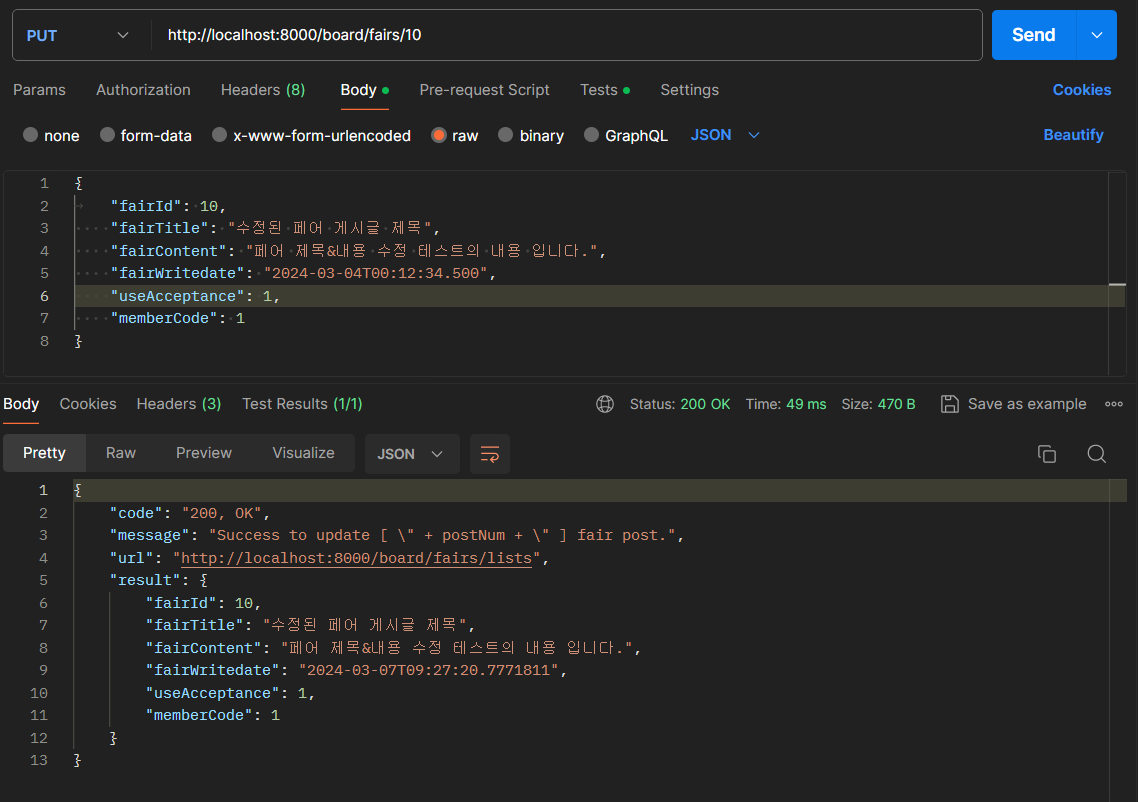 PUT http://localhost:8000/board/fairs/10 Send
Params Authorization Headers (8) Body Pre-request Script Tests Settings Cookies
none form-data x-www-form-urlencoded raw binary GraphQL JSON Beautify
1 {
2 "fairId": 10,
3 "fairTitle": "수정된 페어 게시글 제목",
4 "fairContent": "페어 제목&내용 수정 테스트의 내용 입니다.",
5 "fairWritedate": "2024-03-04T00:12:34.500",
6 "useAcceptance": 1,
7 "memberCode": 1
8 }
Body Cookies Headers (3) Test Results (1/1) Status: 200 OK Time: 49 ms Size: 470 B Save as example
Pretty Raw Preview Visualize JSON
1 {
2 "code": "200, OK",
3 "message": "Success to update [ \" + postNum + \" ] fair post.",
4 "url": "http://localhost:8000/board/fairs/lists",
5 "result": {
6 "fairId": 10,
7 "fairTitle": "수정된 페어 게시글 제목",
8 "fairContent": "페어 제목&내용 수정 테스트의 내용 입니다.",
9 "fairWritedate": "2024-03-07T09:27:20.7771811",
10 "useAcceptance": 1,
11 "memberCode": 1
12 }
13 }